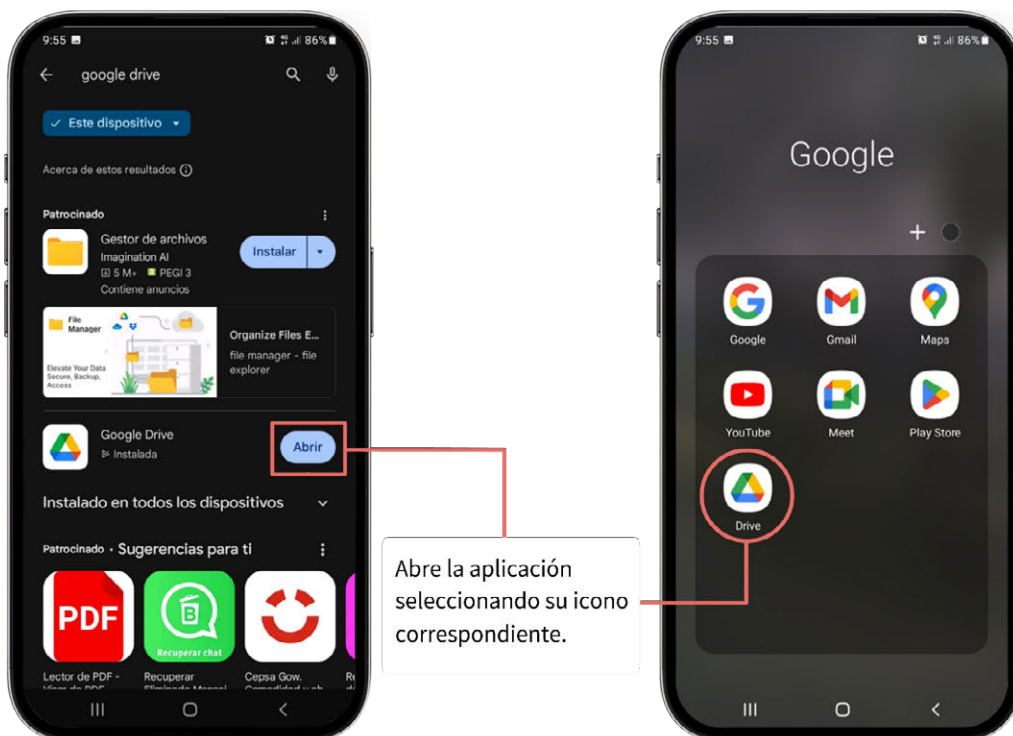 9:55
86%
google drive
Este dispositivo
Acerca de estos resultados
Patrocinado
Gestor de archivos
Imagination AI
5 M+ 3 PEGI 3
Contiene anuncios
Instalar
File
Manager
Elevate Your Data
Secure, Backup,
Access
Organize Files E...
file manager - file
explorer
Google Drive
Instalada
Abrir
Instalado en todos los dispositivos
Patrocinado · Sugerencias para ti
PDF
B
Recuperar chat
Lector de PDF -
Recuperar
Cepsa Gow.
Abre la aplicación
seleccionando su icono
correspondiente.
9:55
86%
Google
G
Google
Gmail
Maps
YouTube
Meet
Play Store
Drive